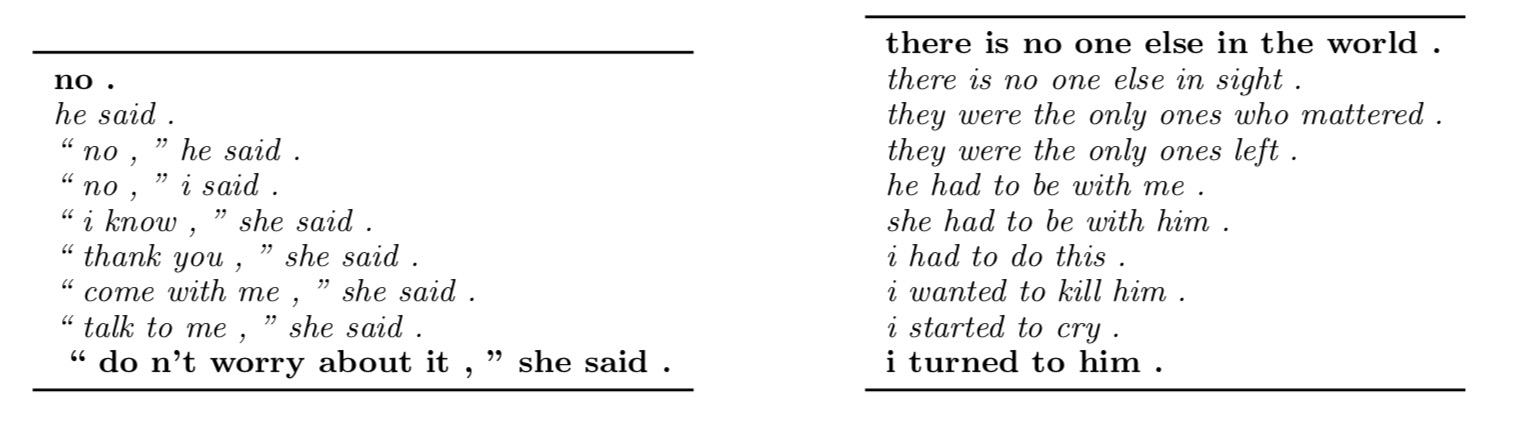 no .
he said .
“ no , ” he said .
“ no , ” i said .
“ i know , ” she said .
“ thank you , ” she said .
“ come with me , ” she said .
“ talk to me , ” she said .
“ do n’t worry about it , ” she said .
there is no one else in the world .
there is no one else in sight .
they were the only ones who mattered .
they were the only ones left .
he had to be with me .
she had to be with him .
i had to do this .
i wanted to kill him .
i started to cry .
i turned to him .